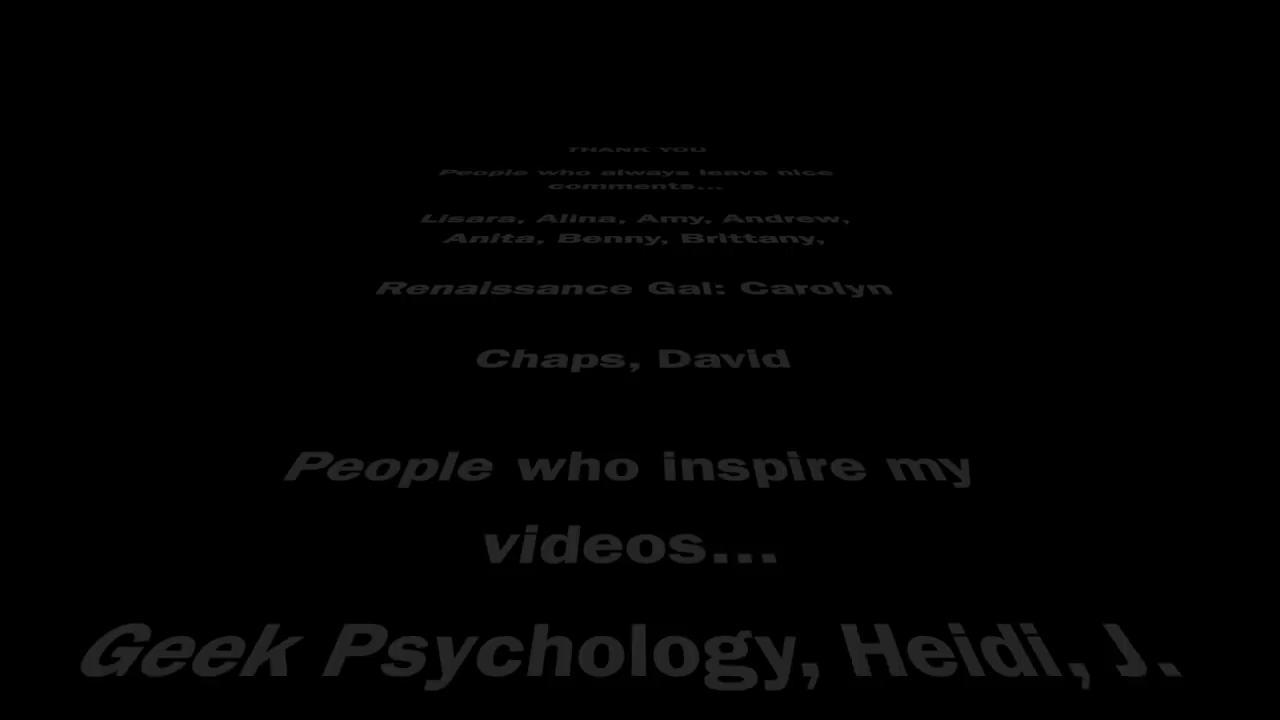 THANK YOU
People who always leave nice
comments...
Lisara, Alina, Amy, Andrew,
Anita, Benny, Brittany,
Renaissance Gal: Carolyn
Chaps, David
People who inspire my
videos...
Geek Psychology, Heidi, J.